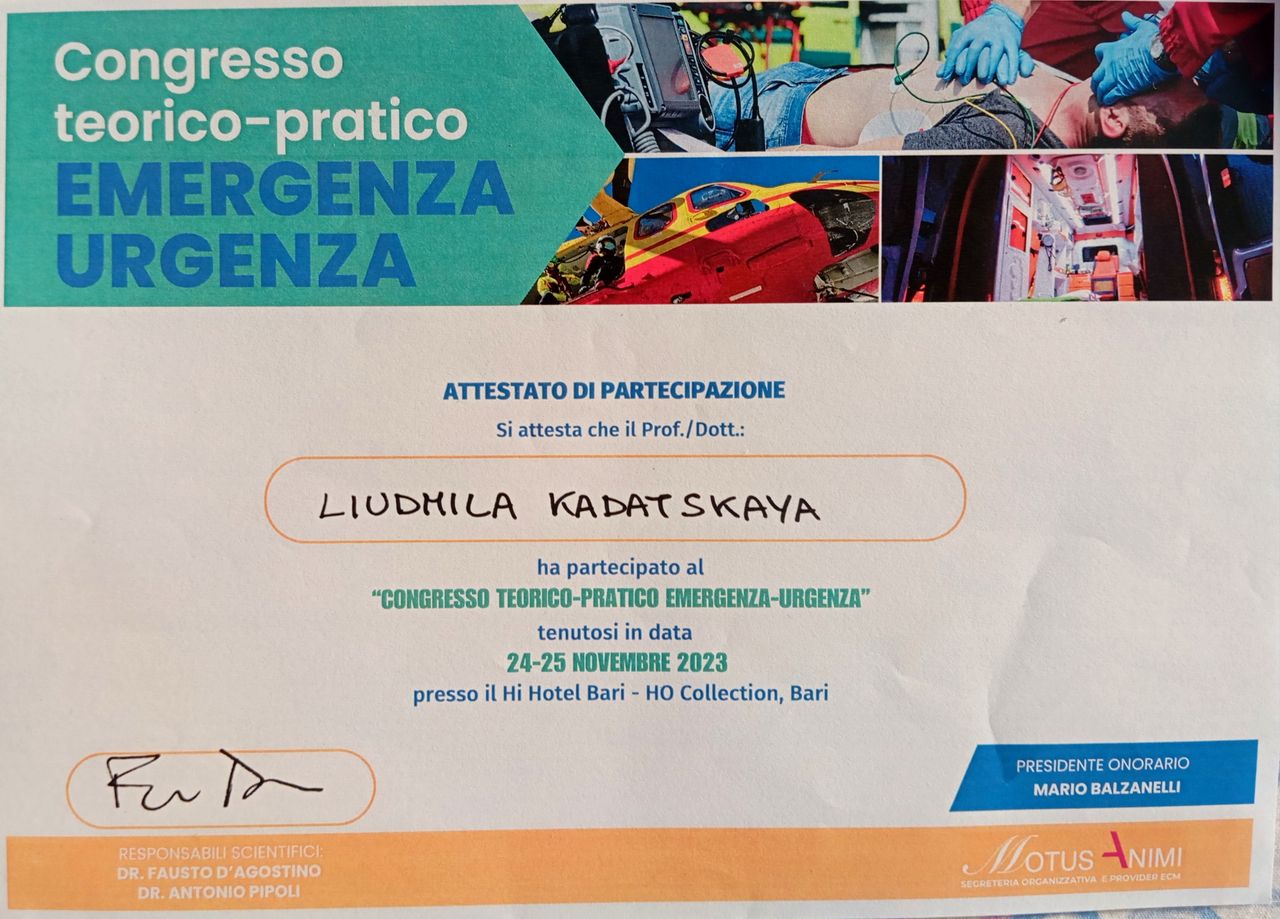 Congresso
teorico-pratico
EMERGENZA
URGENZA
ATTESTATO DI PARTECIPAZIONE
Si attesta che il Prof./Dott.:
LIUDMILA KADATSKAYA
ha partecipato al
“CONGRESSO TEORICO-PRATICO EMERGENZA-URGENZA”
tenutosi in data
24-25 NOVEMBRE 2023
presso il Hi Hotel Bari - HO Collection, Bari
PRESIDENTE ONORARIO
MARIO BALZANELLI
RESPONSABILI SCIENTIFICI:
DR. FAUSTO D’AGOSTINO
DR. ANTONIO PIPOLI
MOTUS ANIMI
SEGRETERIA ORGANIZZATIVA E PROVIDER ECM